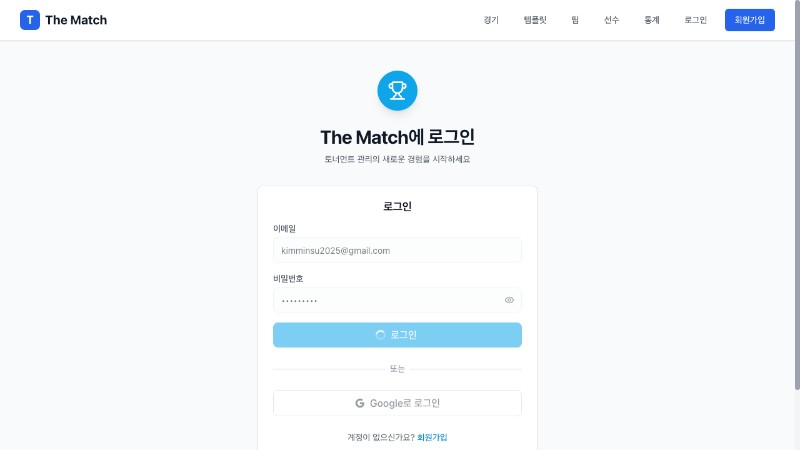 T The Match
경기 템플릿 팀 선수 통계 로그인 회원가입
The Match에 로그인
토너먼트 관리의 새로운 경험을 시작하세요
로그인
이메일
kimminsu2025@gmail.com
비밀번호
•••••••••
로그인
또는
G Google로 로그인
계정이 없으신가요? 회원가입